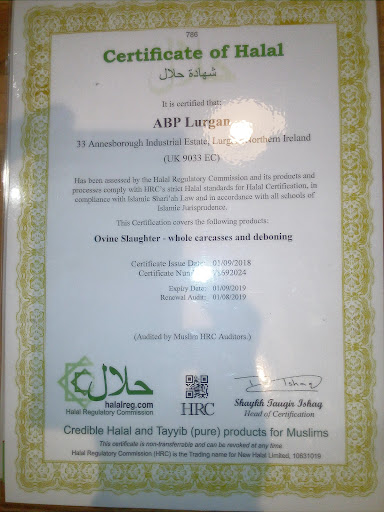 786
Certificate of Halal
شهادة حلال
It is certified that:
ABP Lurgan
33 Annesborough Industrial Estate, Lurgan, Northern Ireland
(UK 9033 EC)
Has been assessed by the Halal Regulatory Commission and its products and
processes comply with HRC's strict Halal standards for Halal Certification, in
compliance with Islamic Shari'ah Law and in accordance with all schools of
Islamic Jurisprudence.
This Certification covers the following products:
Ovine Slaughter - whole carcasses and deboning
Certificate Issue Date: 01/09/2018
Certificate Number:
Expiry Date: 01/09/2019
Renewal Audit: 01/08/2019
(Audited by Muslim HRC Auditors.)
حلال
halalreg.com
Halal Regulatory Commission
HRC
Shaykh Tauqir Ishaq
Head of Certification
Credible Halal and Tayyib (pure) products for Muslims
This certificate is non-transferrable and can be revoked at any time.
Halal Regulatory Commission (HRC) is the Trading name for New Halal Limited, 10631019